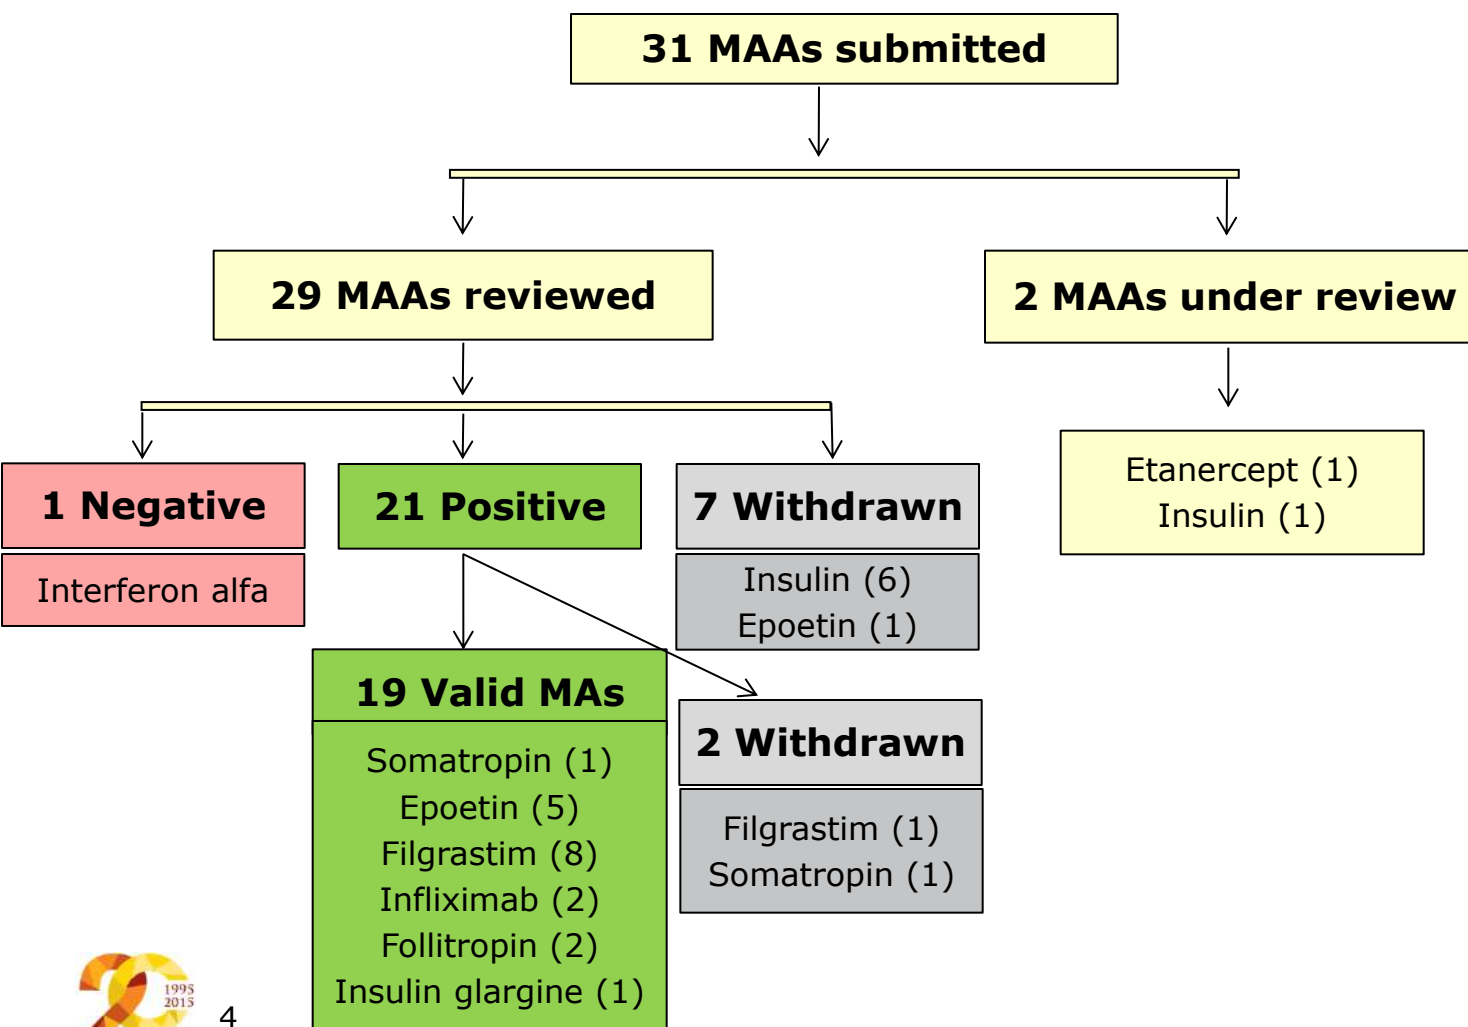 31 MAAs submitted
29 MAAs reviewed
2 MAAs under review
1 Negative
Interferon alfa
21 Positive
7 Withdrawn
Insulin (6)
Epoetin (1)
Etanercept (1)
Insulin (1)
19 Valid MAs
Somatropin (1)
Epoetin (5)
Filgrastim (8)
Infliximab (2)
Follitropin (2)
Insulin glargine (1)
2 Withdrawn
Filgrastim (1)
Somatropin (1)
1995
2015
4